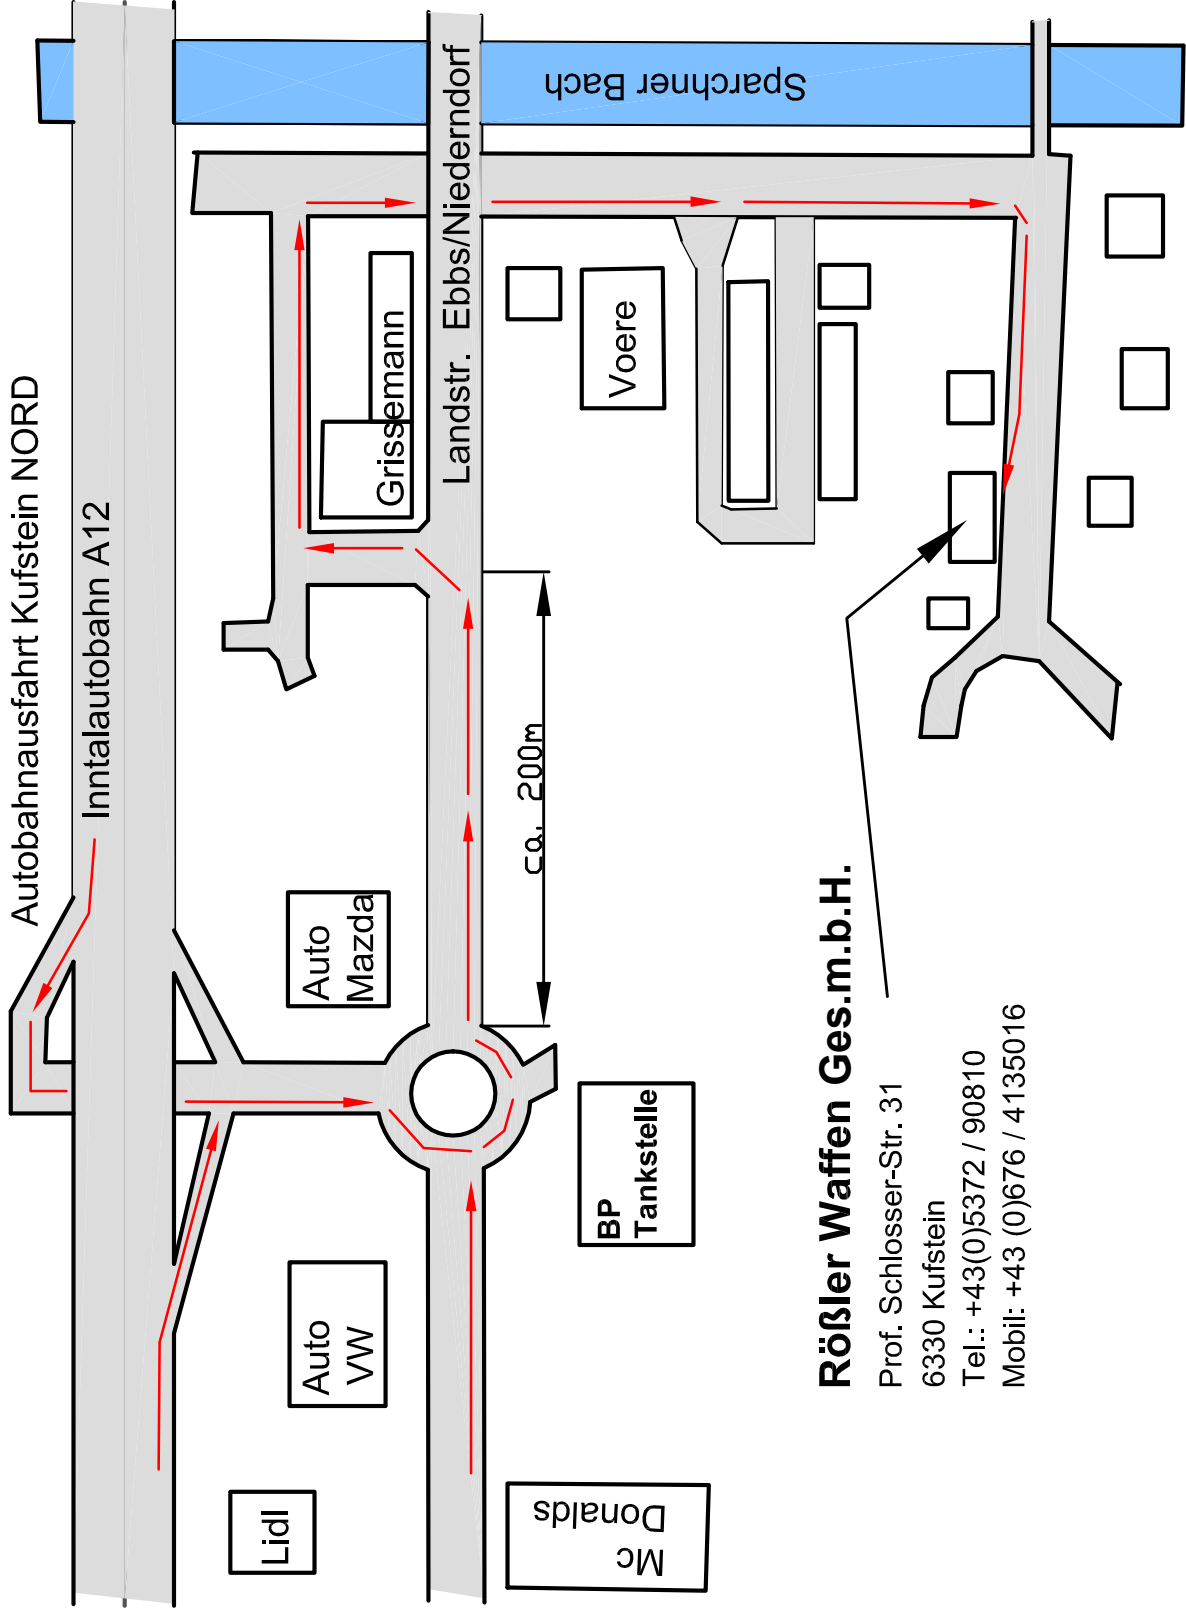 Autobahnausfahrt Kufstein NORD
Inntalautobahn A12
Lidl
Auto
VW
Auto
Mazda
Grissemann
Landstr. Ebbs/Niederndorf
ca. 200m
Mc
Donalds
BP
Tankstelle
Voere
Sparchner Bach
Rößler Waffen Ges.m.b.H.
Prof. Schlosser-Str. 31
6330 Kufstein
Tel.: +43(0)5372 / 90810
Mobil: +43 (0)676 / 4135016